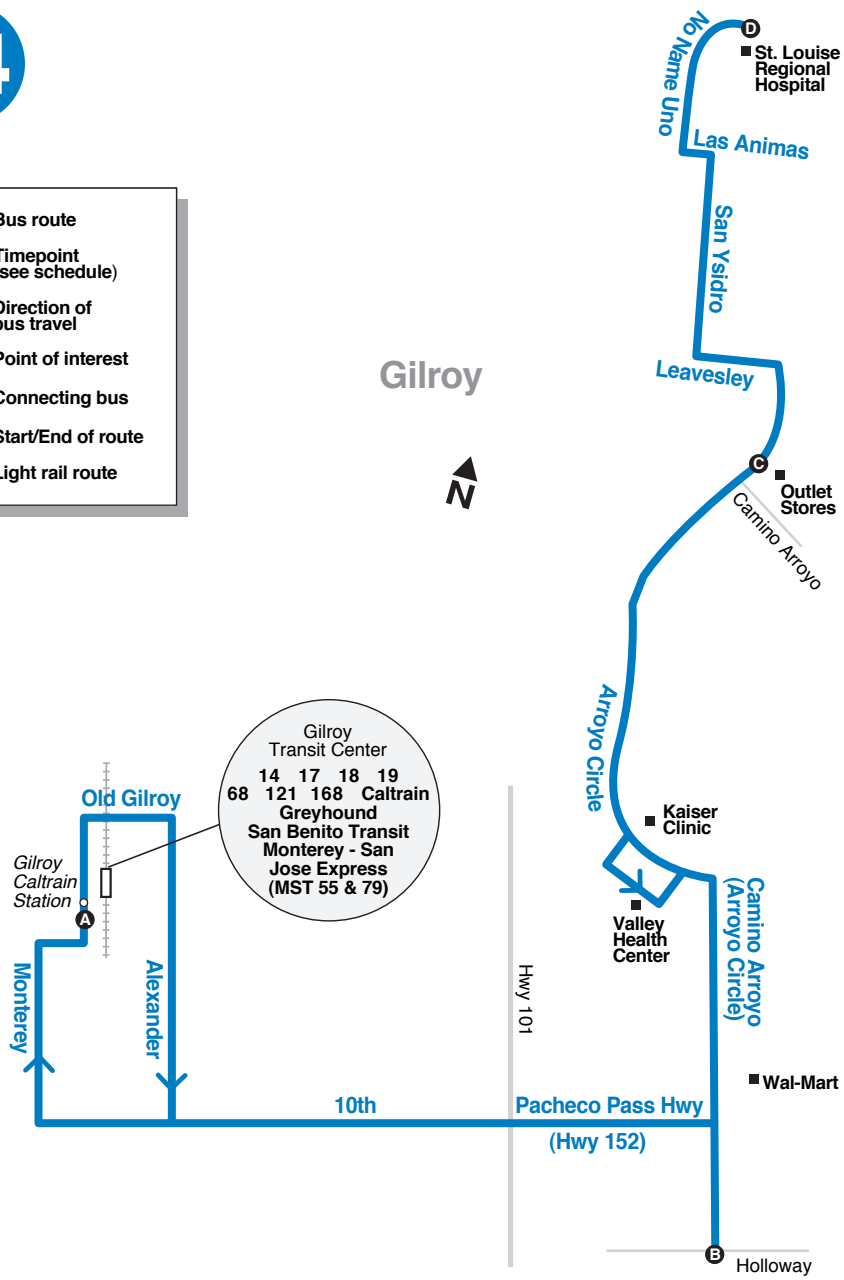 4
Bus route
Timepoint
(see schedule)
Direction of
bus travel
Point of interest
Connecting bus
Start/End of route
Light rail route
Gilroy
N
No Name Uno
D
St. Louise
Regional
Hospital
Las Animas
San Ysidro
Leavesley
C
Outlet
Stores
Camino Arroyo
Arroyo Circle
Kaiser
Clinic
Valley
Health
Center
Camino Arroyo
(Arroyo Circle)
Wal-Mart
Gilroy
Transit Center
14 17 18 19
68 121 168 Caltrain
Greyhound
San Benito Transit
Monterey - San
Jose Express
(MST 55 & 79)
Old Gilroy
Gilroy
Caltrain
Station
A
Monterey
Alexander
Hwy 101
10th
Pacheco Pass Hwy
(Hwy 152)
B
Holloway